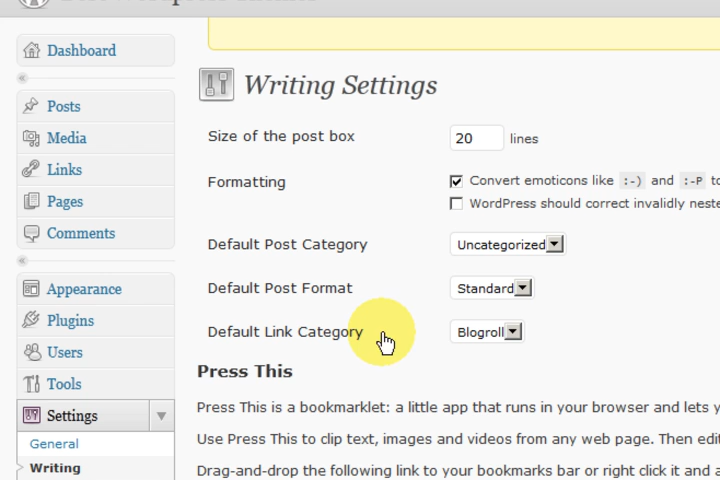 Dashboard
Posts
Media
Links
Pages
Comments
Appearance
Plugins
Users
Tools
Settings
General
Writing
Writing Settings
Size of the post box 20 lines
Formatting Convert emoticons like :-) and :-P to
WordPress should correct invalidly neste
Default Post Category Uncategorized
Default Post Format Standard
Default Link Category Blogroll
Press This
Press This is a bookmarklet: a little app that runs in your browser and lets y
Use Press This to clip text, images and videos from any web page. Then edit
Drag-and-drop the following link to your bookmarks bar or right click it and a